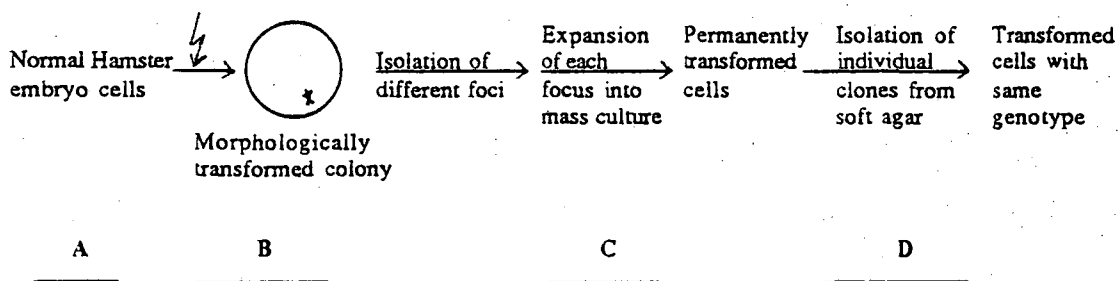 Normal Hamster
embryo cells
Morphologically
transformed colony
Isolation of
different foci
Expansion
of each
focus into
mass culture
Permanently
transformed
cells
Isolation of
individual
clones from
soft agar
Transformed
cells with
same
genotype
A B C D